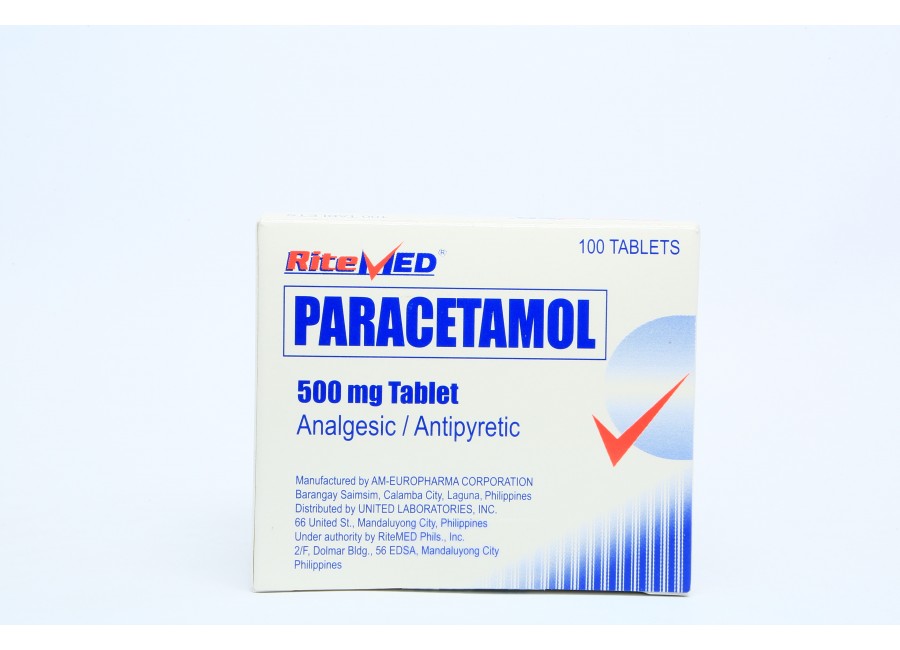 RiteMED®
100 TABLETS
PARACETAMOL
500 mg Tablet
Analgesic / Antipyretic
Manufactured by AM-EUROPHARMA CORPORATION
Barangay Saimsim, Calamba City, Laguna, Philippines
Distributed by UNITED LABORATORIES, INC.
66 United St., Mandaluyong City, Philippines
Under authority by RiteMED Phils., Inc.
2/F, Dolmar Bldg., 56 EDSA, Mandaluyong City
Philippines